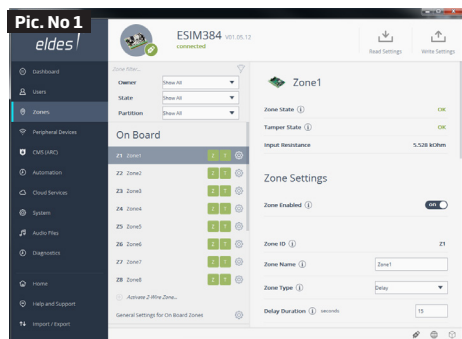 Pic. No 1
eldes
ESIM384 V01.05.12
connected
Read Settings
Write Settings
Dashboard
Users
Zones
Peripheral Devices
CMS (ARC)
Automation
Cloud Services
System
Audio Files
Diagnostics
Home
Help and Support
Import / Export
Zone filter...
Owner Show All
State Show All
Partition Show All
On Board
Z1 Zone1 Z T
Z2 Zone2 Z T
Z3 Zone3 Z T
Z4 Zone4 Z T
Z5 Zone5 Z T
Z6 Zone6 Z T
Z7 Zone7 Z T
Z8 Zone8 Z T
Activate 2-Wire Zone...
General Settings for On Board Zones
Zone1
Zone State OK
Tamper State OK
Input Resistance 5.528 kOhm
Zone Settings
Zone Enabled ON
Zone ID Z1
Zone Name Zone1
Zone Type Delay
Delay Duration seconds 15